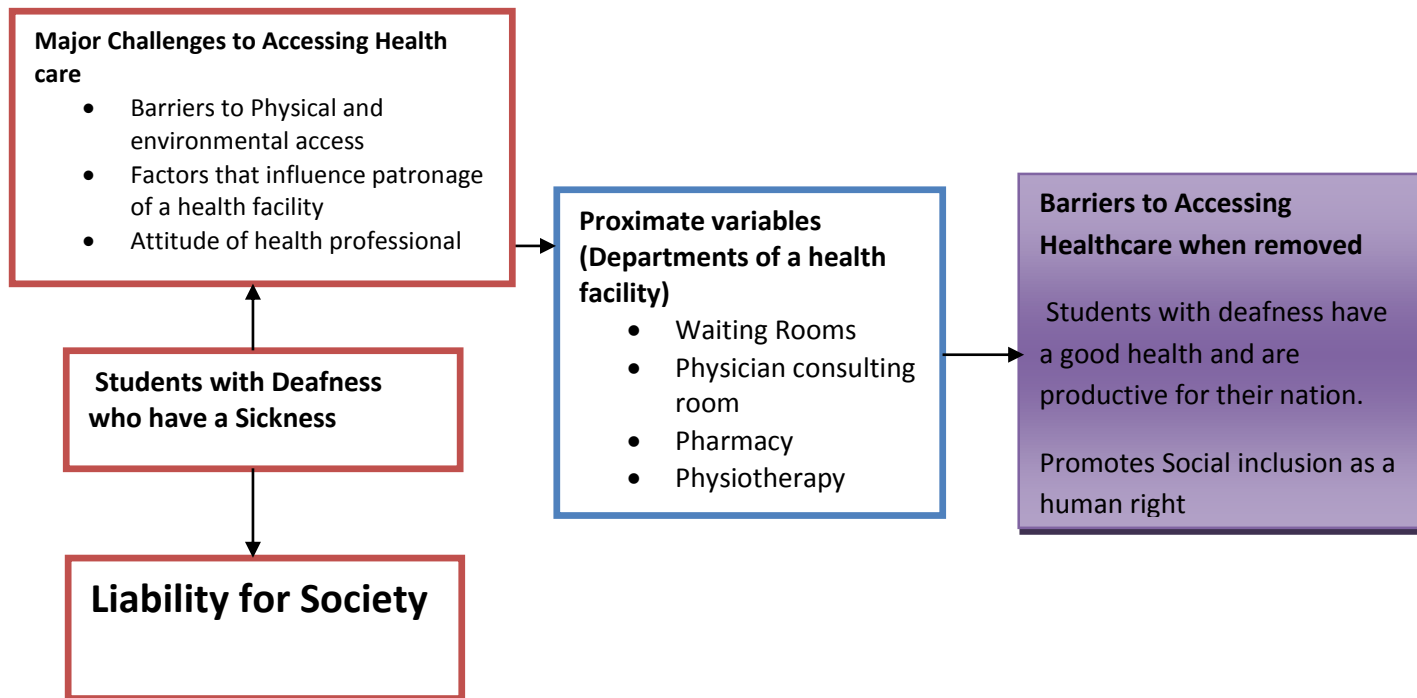 Major Challenges to Accessing Health
care
• Barriers to Physical and
environmental access
• Factors that influence patronage
of a health facility
• Attitude of health professional
Students with Deafness
who have a Sickness
Liability for Society
Proximate variables
(Departments of a health
facility)
• Waiting Rooms
• Physician consulting
room
• Pharmacy
• Physiotherapy
Barriers to Accessing
Healthcare when removed
Students with deafness have
a good health and are
productive for their nation.
Promotes Social inclusion as a
human right